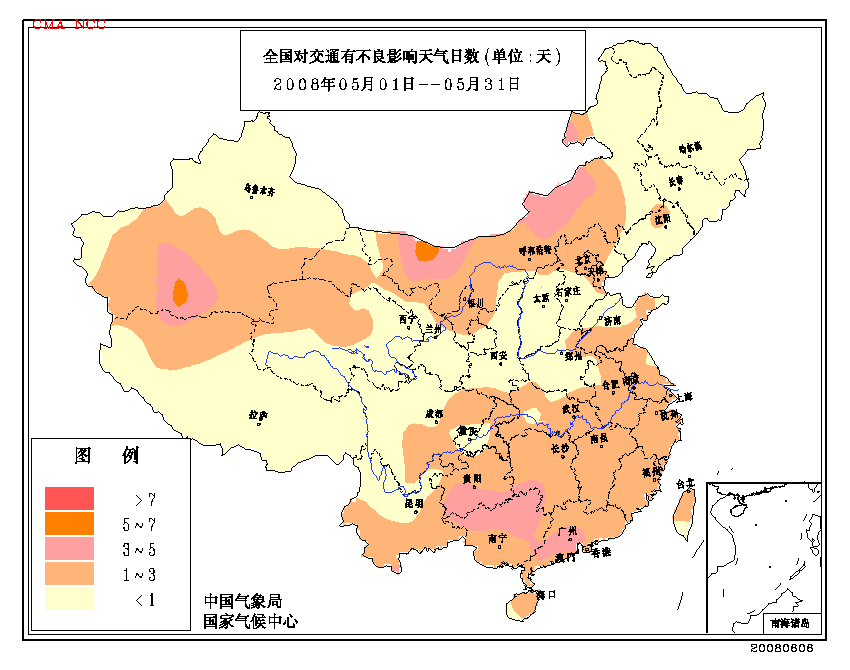 CMA NCC
全国对交通有不良影响天气日数(单位:天)
2008年05月01日--05月31日
哈尔滨
长春
乌鲁木齐
沈阳
呼和浩特
北京
天津
银川
太原
石家庄
西宁
济南
兰州
西安
郑州
合肥
南京
上海
拉萨
成都
武汉
杭州
重庆
长沙
南昌
贵阳
福州
台北
昆明
南宁
广州
澳门
香港
海口
图 例
>7
5~7
3~5
1~3
<1
中国气象局
国家气候中心
南海诸岛
20080606